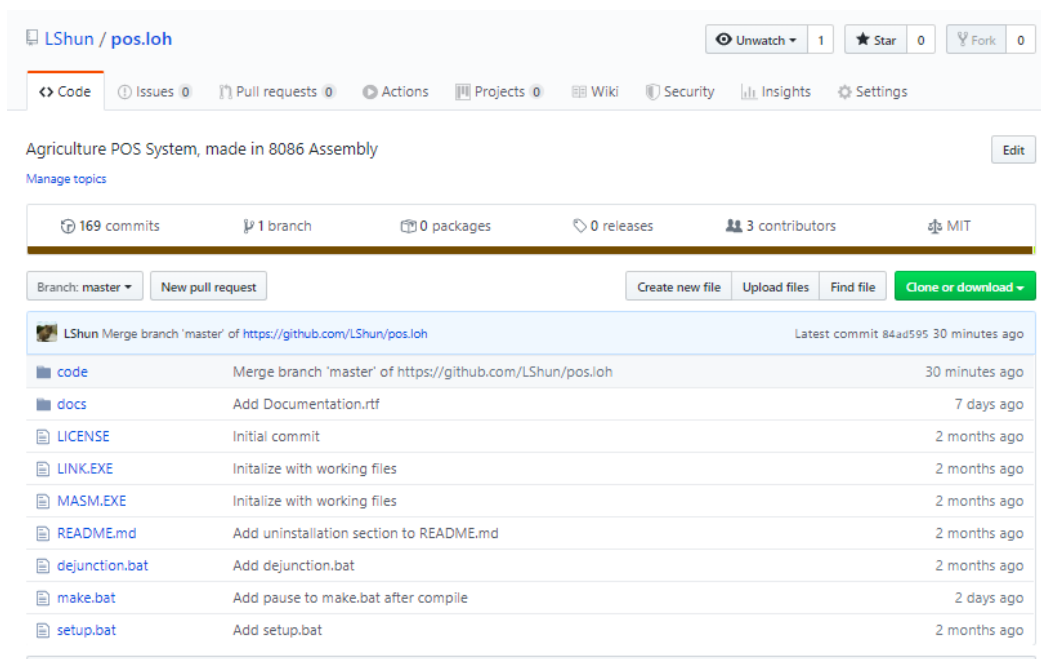 LShun / pos.loh
Unwatch 1 Star 0 Fork 0
Code Issues 0 Pull requests 0 Actions Projects 0 Wiki Security Insights Settings
Agriculture POS System, made in 8086 Assembly Edit
Manage topics
169 commits 1 branch 0 packages 0 releases 3 contributors MIT
Branch: master New pull request Create new file Upload files Find file Clone or download
LShun Merge branch 'master' of https://github.com/LShun/pos.loh Latest commit 84ad595 30 minutes ago
code Merge branch 'master' of https://github.com/LShun/pos.loh 30 minutes ago
docs Add Documentation.rtf 7 days ago
LICENSE Initial commit 2 months ago
LINK.EXE Initalize with working files 2 months ago
MASM.EXE Initalize with working files 2 months ago
README.md Add uninstallation section to README.md 2 months ago
dejunction.bat Add dejunction.bat 2 months ago
make.bat Add pause to make.bat after compile 2 days ago
setup.bat Add setup.bat 2 months ago